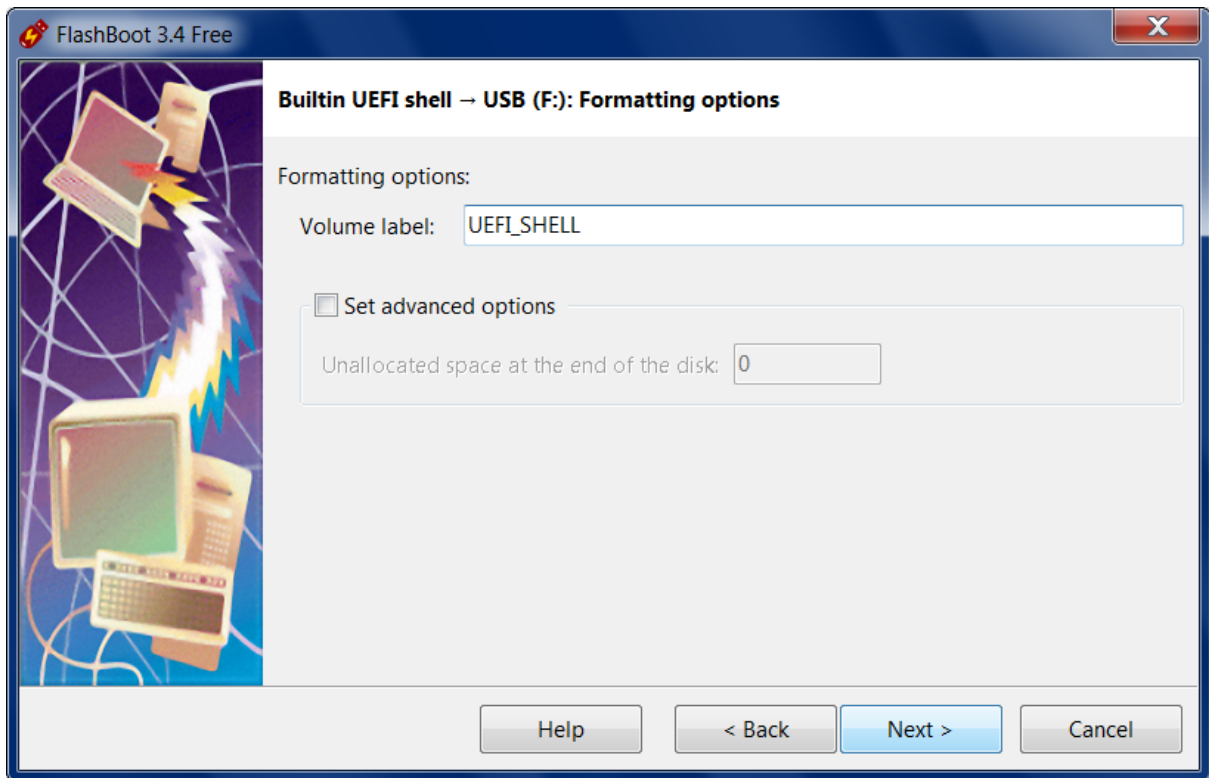 FlashBoot 3.4 Free
Builtin UEFI shell → USB (F:): Formatting options
Formatting options:
Volume label: UEFI_SHELL
Set advanced options
Unallocated space at the end of the disk: 0
Help < Back Next > Cancel